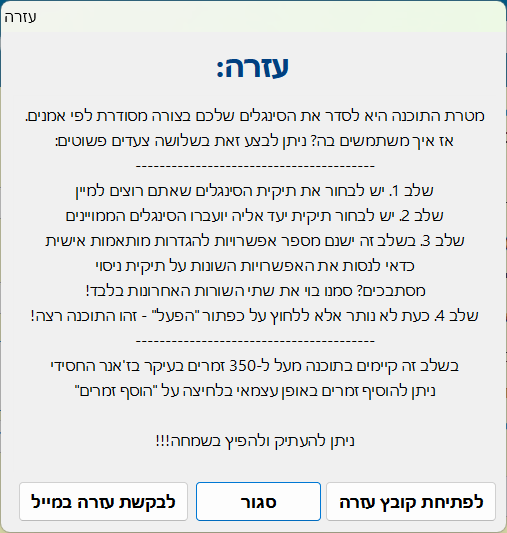 עזרה
עזרה:
מטרת התוכנה היא לסדר את הסינגלים שלכם בצורה מסודרת לפי אמנים.
אז איך משתמשים בה? ניתן לבצע זאת בשלושה צעדים פשוטים:
----------------------------------------
שלב 1. יש לבחור את תיקית הסינגלים שאתם רוצים למיין
שלב 2. יש לבחור תיקית יעד אליה יועברו הסינגלים הממויינים
שלב 3. בשלב זה ישנם מספר אפשרויות להגדרות מותאמות אישית
כדאי לנסות את האפשרויות השונות על תיקית ניסוי
מסתבכים? סמנו בוי את שתי השורות האחרונות בלבד!
שלב 4. כעת לא נותר אלא ללחוץ על כפתור "הפעל" - זהו התוכנה רצה!
----------------------------------------
בשלב זה קיימים בתוכנה מעל ל-350 זמרים בעיקר בז'אנר החסידי
ניתן להוסיף זמרים באופן עצמאי בלחיצה על "הוסף זמרים"
ניתן להעתיק ולהפיץ בשמחה!!!
לפתיחת קובץ עזרה
סגור
לבקשת עזרה במייל